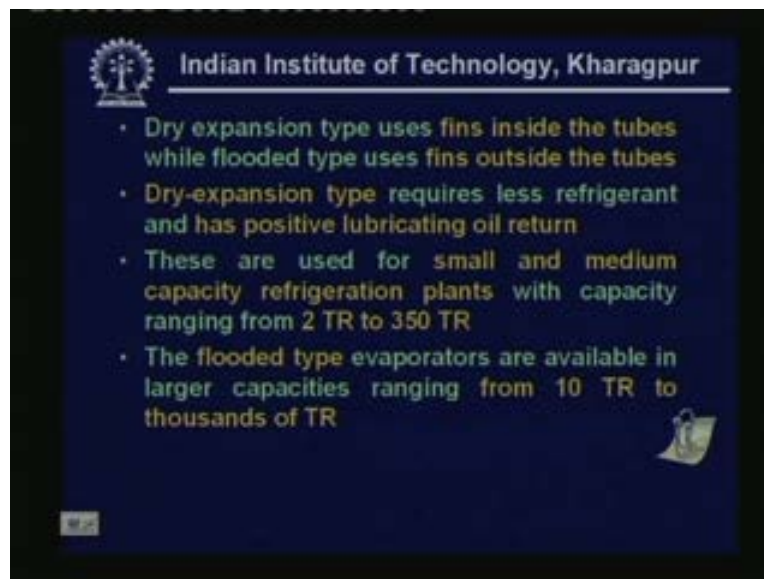 Indian Institute of Technology, Kharagpur
• Dry expansion type uses fins inside the tubes
while flooded type uses fins outside the tubes
• Dry-expansion type requires less refrigerant
and has positive lubricating oil return
• These are used for small and medium
capacity refrigeration plants with capacity
ranging from 2 TR to 350 TR
• The flooded type evaporators are available in
larger capacities ranging from 10 TR to
thousands of TR